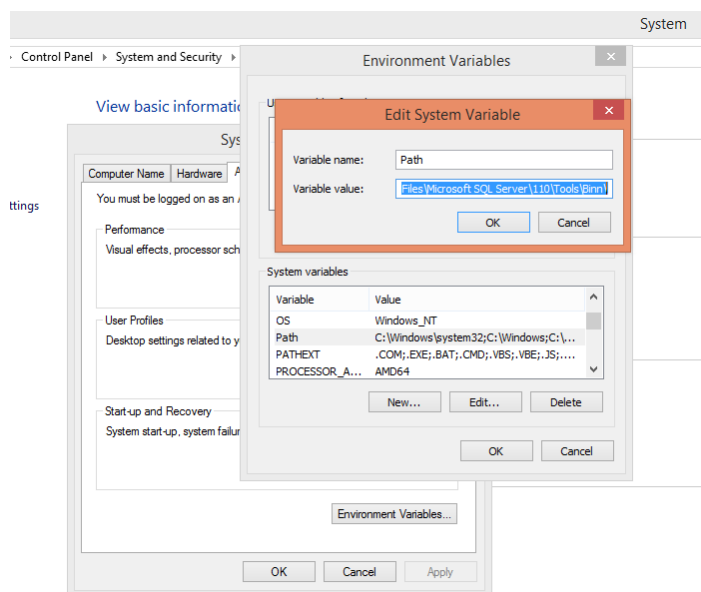 System
Control Panel ▸ System and Security ▸
Environment Variables
View basic informatic
Edit System Variable
Sys
Variable name: Path
Variable value: Files\Microsoft SQL Server\110\Tools\Binn\
OK Cancel
Computer Name Hardware A
You must be logged on as an A
ttings
Performance
Visual effects, processor sch
System variables
Variable Value
OS Windows_NT
Path C:\Windows\system32;C:\Windows;C:\...
PATHEXT .COM;.EXE;.BAT;.CMD;.VBS;.VBE;.JS;....
PROCESSOR_A... AMD64
New... Edit... Delete
User Profiles
Desktop settings related to y
Start-up and Recovery
System start-up, system failur
OK Cancel
Environment Variables...
OK Cancel Apply